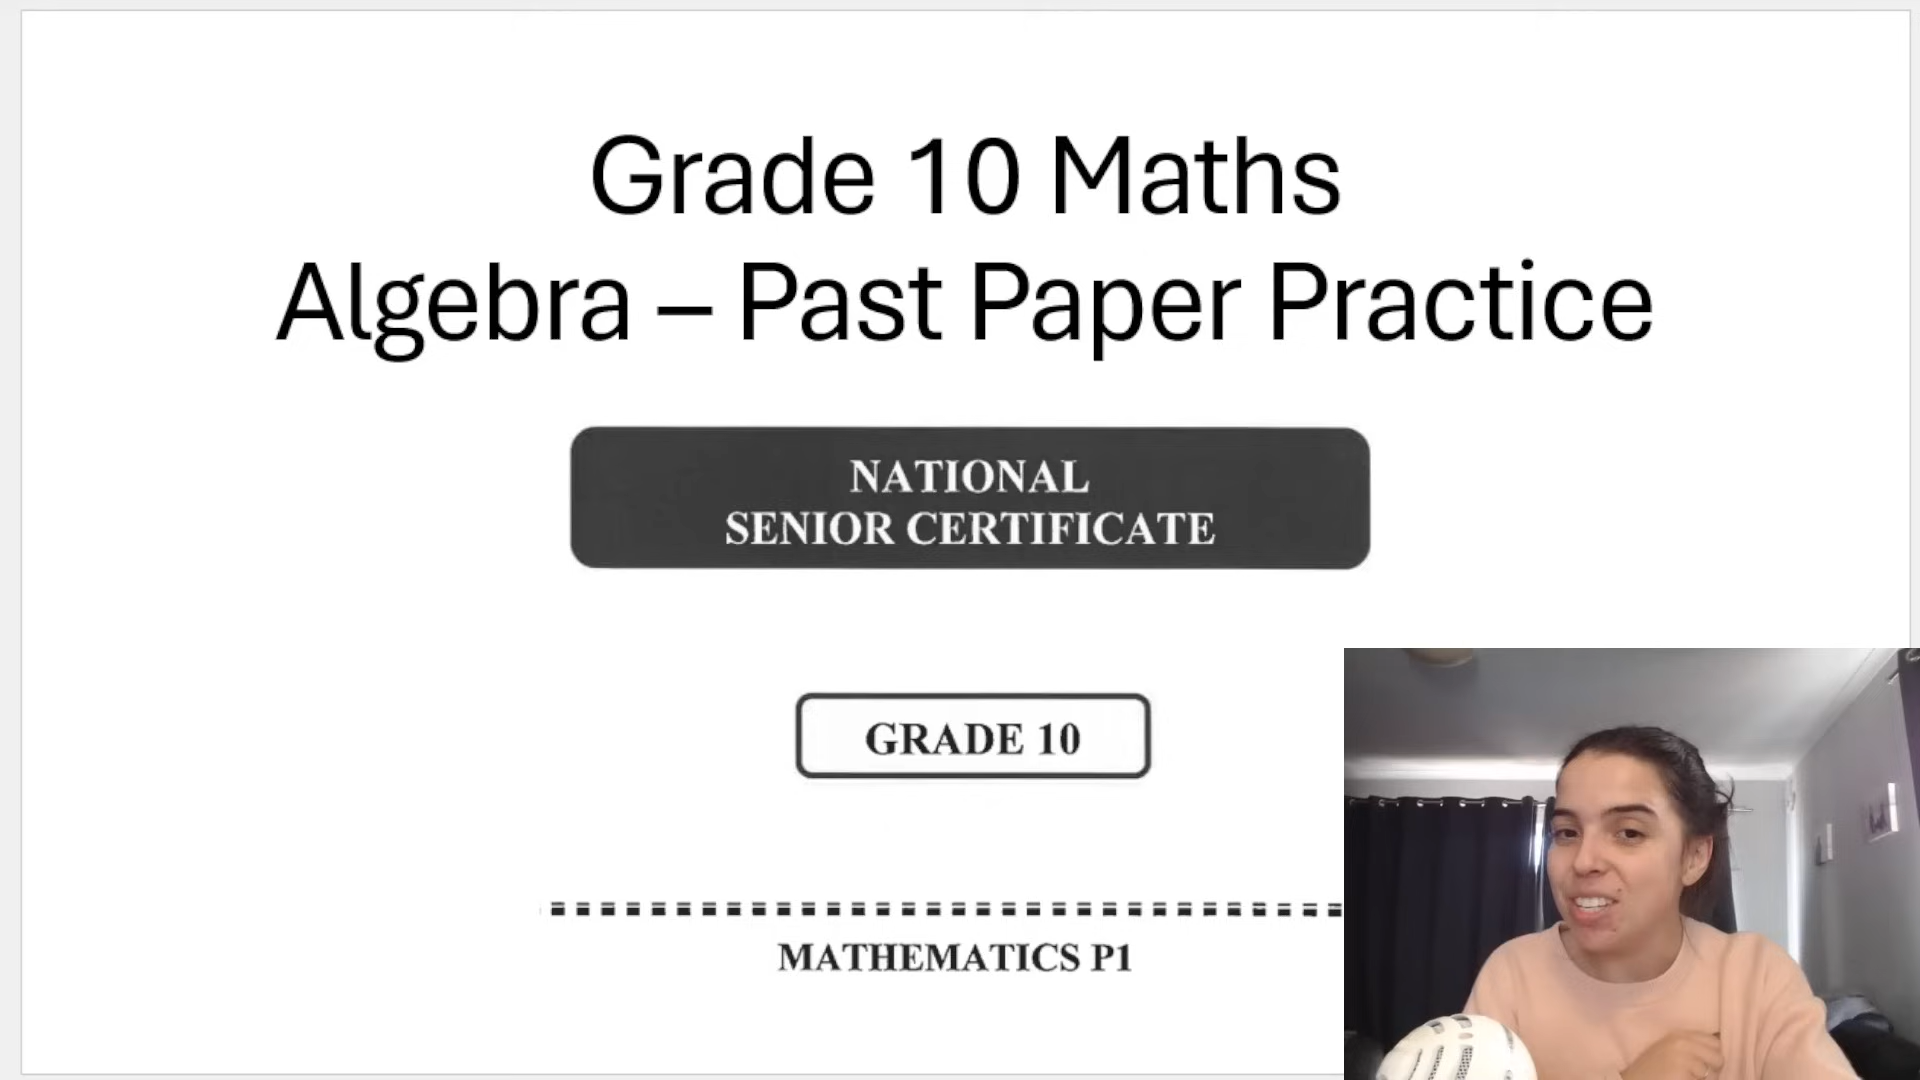 Grade 10 Maths
Algebra – Past Paper Practice
NATIONAL
SENIOR CERTIFICATE
GRADE 10
MATHEMATICS P1